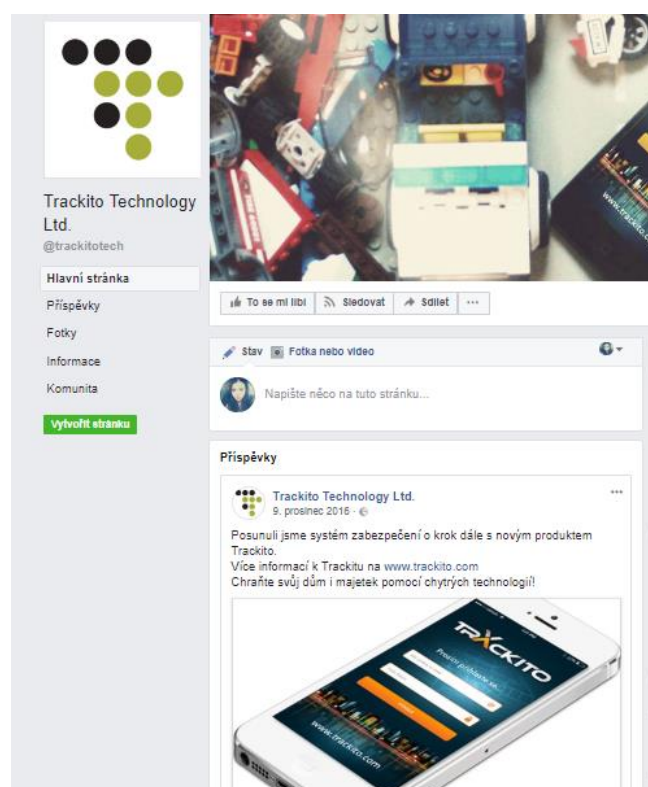 Trackito Technology
Ltd.
@trackitotech
Hlavní stránka
Příspěvky
Fotky
Informace
Komunita
Vytvořit stránku
www.trackito.c
To se mi líbí
Sledovat
Sdílet
Stav
Fotka nebo video
Napište něco na tuto stránku...
Příspěvky
Trackito Technology Ltd.
9. prosinec 2016 ·
Posunuli jsme systém zabezpečení o krok dále s novým produktem
Trackito.
Více informací k Trackitu na www.trackito.com
Chraňte svůj dům i majetek pomocí chytrých technologií!
TRACKITO
Prosím přihlaste se...
www.trackito.com